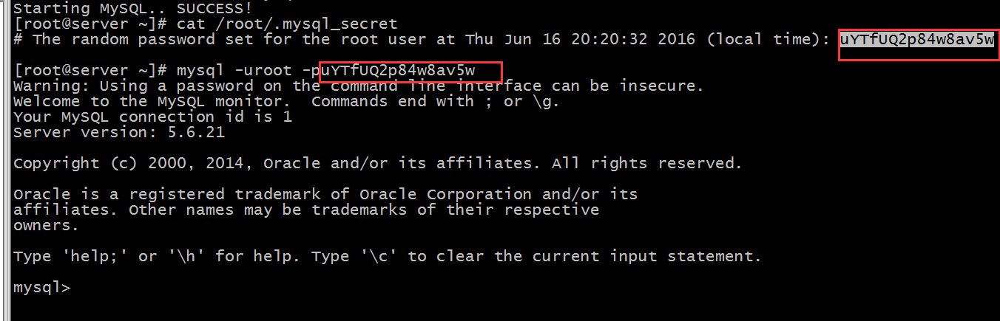 Starting MySQL.. SUCCESS!
[root@server ~]# cat /root/.mysql_secret
# The random password set for the root user at Thu Jun 16 20:20:32 2016 (local time): uYTfUQ2p84w8av5w
[root@server ~]# mysql -uroot -puYTfUQ2p84w8av5w
Warning: Using a password on the command line interface can be insecure.
Welcome to the MySQL monitor.  Commands end with ; or \g.
Your MySQL connection id is 1
Server version: 5.6.21
Copyright (c) 2000, 2014, Oracle and/or its affiliates. All rights reserved.
Oracle is a registered trademark of Oracle Corporation and/or its
affiliates. Other names may be trademarks of their respective
owners.
Type 'help;' or '\h' for help. Type '\c' to clear the current input statement.
mysql>